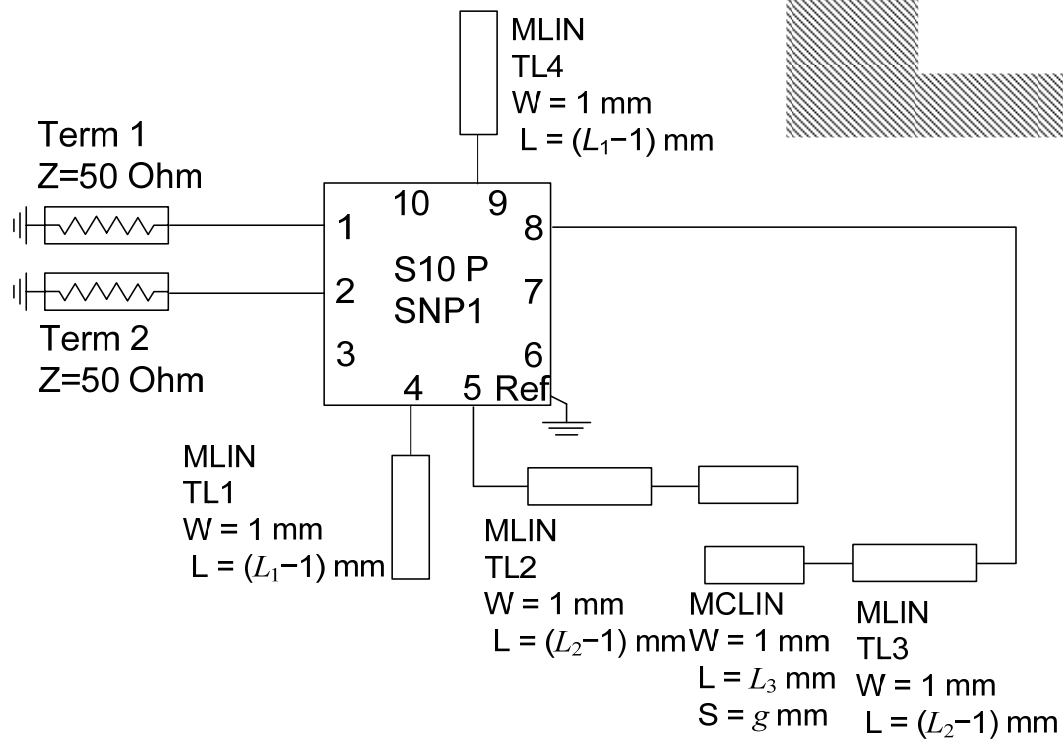 MLIN
TL4
W = 1 mm
L = (L₁−1) mm
Term 1
Z=50 Ohm
10 9
1 8
S10 P
SNP1
2 7
3 6
4 5 Ref
Term 2
Z=50 Ohm
MLIN
TL1
W = 1 mm
L = (L₁−1) mm
MLIN
TL2
W = 1 mm
L = (L₂−1) mm
MCLIN
W = 1 mm
L = L₃ mm
S = g mm
MLIN
TL3
W = 1 mm
L = (L₂−1) mm